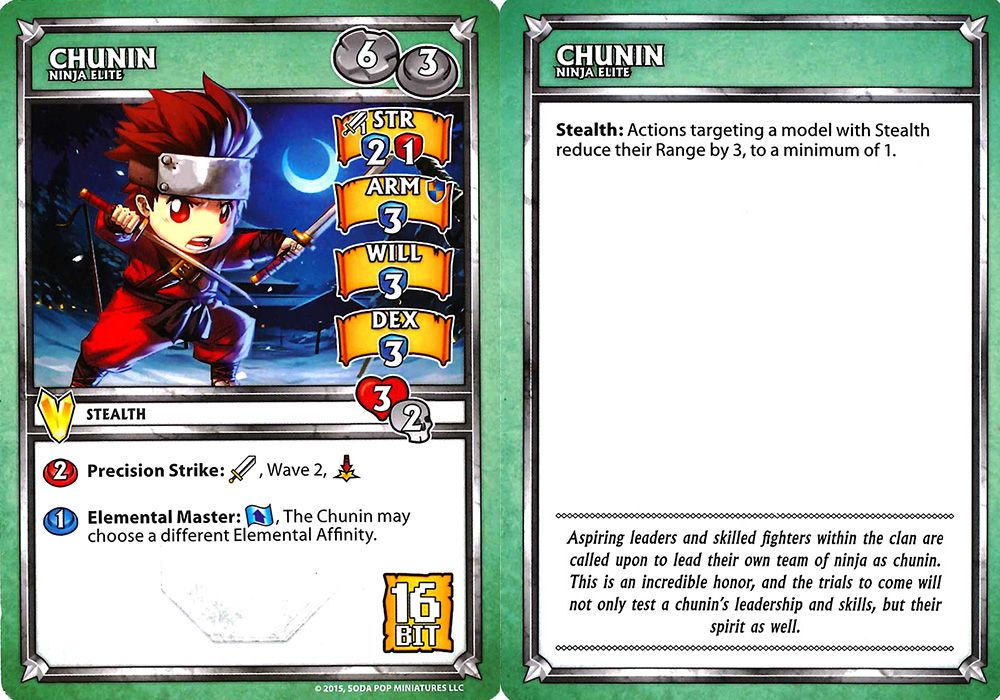 CHUNIN
NINJA ELITE
6 3
STR
2 1
ARM
3
WILL
3
DEX
3
3
2
STEALTH
2 Precision Strike: , Wave 2,
1 Elemental Master: , The Chunin may
choose a different Elemental Affinity.
16
BIT
© 2015, SODA POP MINIATURES LLC
CHUNIN
NINJA ELITE
Stealth: Actions targeting a model with Stealth
reduce their Range by 3, to a minimum of 1.
Aspiring leaders and skilled fighters within the clan are
called upon to lead their own team of ninja as chunin.
This is an incredible honor, and the trials to come will
not only test a chunin's leadership and skills, but their
spirit as well.